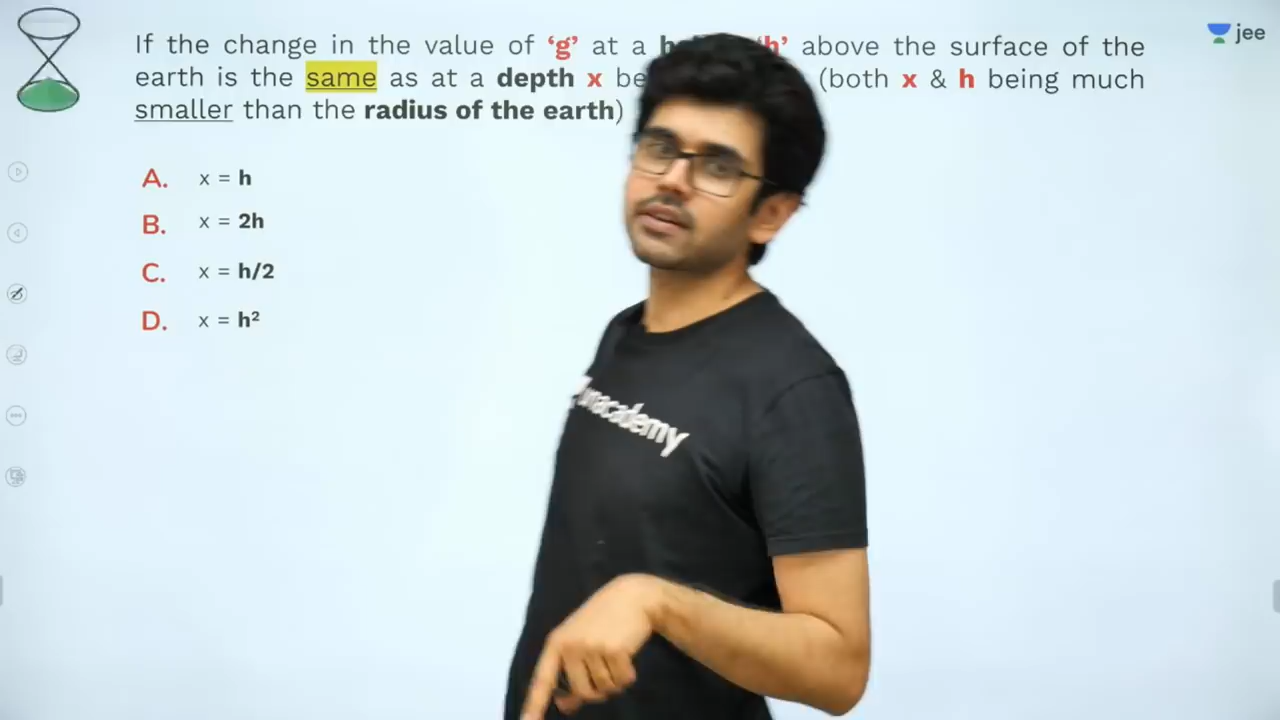 If the change in the value of ‘g’ at a ‘h’ above the surface of the
earth is the same as at a depth x (both x & h being much
smaller than the radius of the earth)
A. x = h
B. x = 2h
C. x = h/2
D. x = h²
jee
unacademy